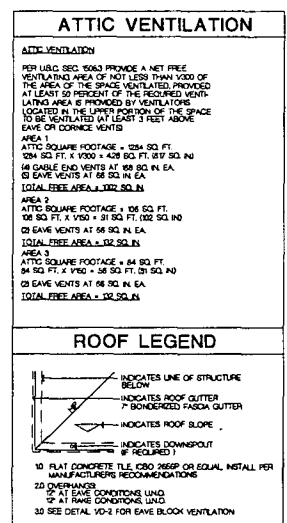 ATTIC VENTILATION
ATTIC VENTILATION
PER U.B.C. SEC. 1506.3 PROVIDE A NET FREE
VENTILATING AREA OF NOT LESS THAN 1/300 OF
THE AREA OF THE SPACE VENTILATED, PROVIDED
AT LEAST 50 PERCENT OF THE REQUIRED VENTI-
LATING AREA IS PROVIDED BY VENTILATORS
LOCATED IN THE UPPER PORTION OF THE SPACE
TO BE VENTILATED (AT LEAST 3 FEET ABOVE
EAVE OR CORNICE VENTS)
AREA 1
ATTIC SQUARE FOOTAGE = 1284 SQ. FT.
1284 SQ. FT. X 1/300 = 4.28 SQ. FT. (617 SQ. IN)
(4) GABLE END VENTS AT 168 SQ. IN. EA.
(5) EAVE VENTS AT 66 SQ. IN. EA.
TOTAL FREE AREA = 1002 SQ. IN.
AREA 2
ATTIC SQUARE FOOTAGE = 106 SQ. FT.
106 SQ. FT. X 1/150 = .91 SQ. FT. (102 SQ. IN)
(2) EAVE VENTS AT 66 SQ. IN. EA.
TOTAL FREE AREA = 132 SQ. IN.
AREA 3
ATTIC SQUARE FOOTAGE = 84 SQ. FT.
84 SQ. FT. X 1/150 = .56 SQ. FT. (81 SQ. IN)
(2) EAVE VENTS AT 66 SQ. IN. EA.
TOTAL FREE AREA = 132 SQ. IN.
ROOF LEGEND
INDICATES LINE OF STRUCTURE
BELOW
INDICATES ROOF GUTTER
7" BONDERIZED FASCIA GUTTER
INDICATES ROOF SLOPE
INDICATES DOWNSPOUT
(IF REQUIRED)
1.0 FLAT CONCRETE TILE, ICBO 2656P OR EQUAL, INSTALL PER
MANUFACTURER'S RECOMMENDATIONS
2.0 OVERHANGS:
12" AT EAVE CONDITIONS, U.N.O.
12" AT RAKE CONDITIONS, U.N.O.
3.0 SEE DETAIL 1/D-2 FOR EAVE BLOCK VENTILATION